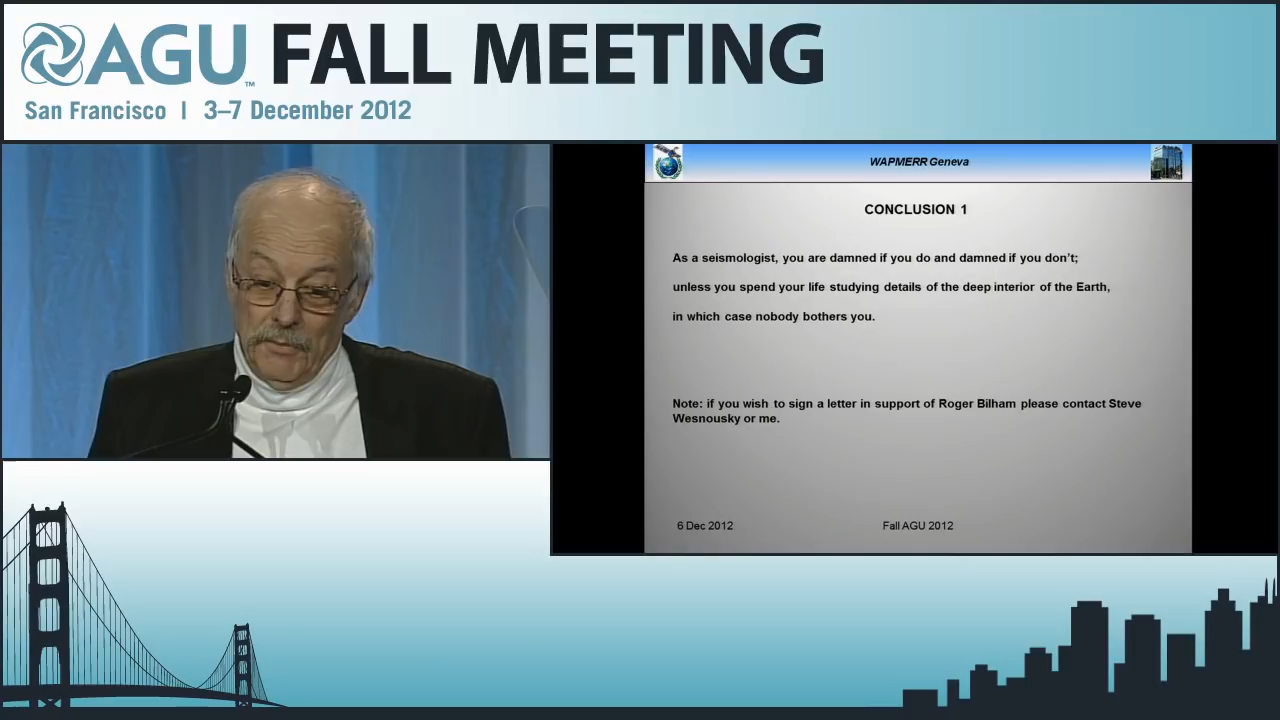 AGU™ FALL MEETING
San Francisco | 3–7 December 2012
WAPMERR Geneva
CONCLUSION 1
As a seismologist, you are damned if you do and damned if you don't;
unless you spend your life studying details of the deep interior of the Earth,
in which case nobody bothers you.
Note: if you wish to sign a letter in support of Roger Bilham please contact Steve
Wesnousky or me.
6 Dec 2012
Fall AGU 2012